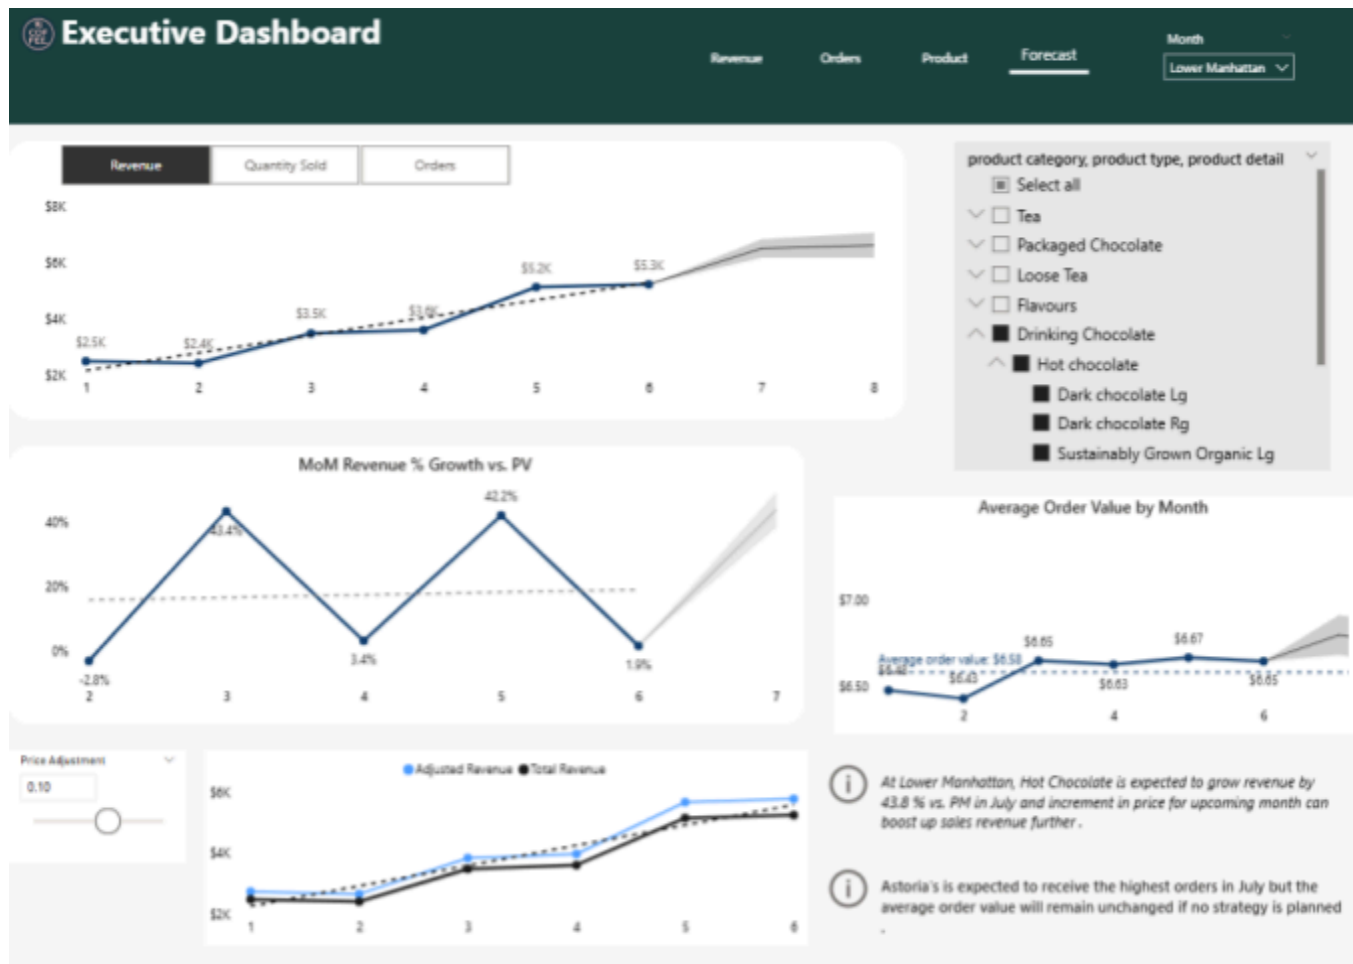 Executive Dashboard
Revenue
Orders
Product
Forecast
Month
Lower Manhattan
Revenue
Quantity Sold
Orders
$8K
$6K
$4K
$2K
$2.5K
$2.4K
$3.5K
$3.6K
$5.2K
$5.3K
1 2 3 4 5 6 7 8
product category, product type, product detail
Select all
Tea
Packaged Chocolate
Loose Tea
Flavours
Drinking Chocolate
Hot chocolate
Dark chocolate Lg
Dark chocolate Rg
Sustainably Grown Organic Lg
MoM Revenue % Growth vs. PV
40%
20%
0%
-2.8%
43.4%
3.4%
42.2%
1.9%
2 3 4 5 6 7
Average Order Value by Month
$7.00
$6.50
Average order value: $6.58
$6.43
$6.65
$6.63
$6.67
$6.65
2 4 6
Price Adjustment
0.10
Adjusted Revenue Total Revenue
$6K
$4K
$2K
1 2 3 4 5 6
At Lower Manhattan, Hot Chocolate is expected to grow revenue by
43.8 % vs. PM in July and increment in price for upcoming month can
boost up sales revenue further .
Astoria's is expected to receive the highest orders in July but the
average order value will remain unchanged if no strategy is planned
.